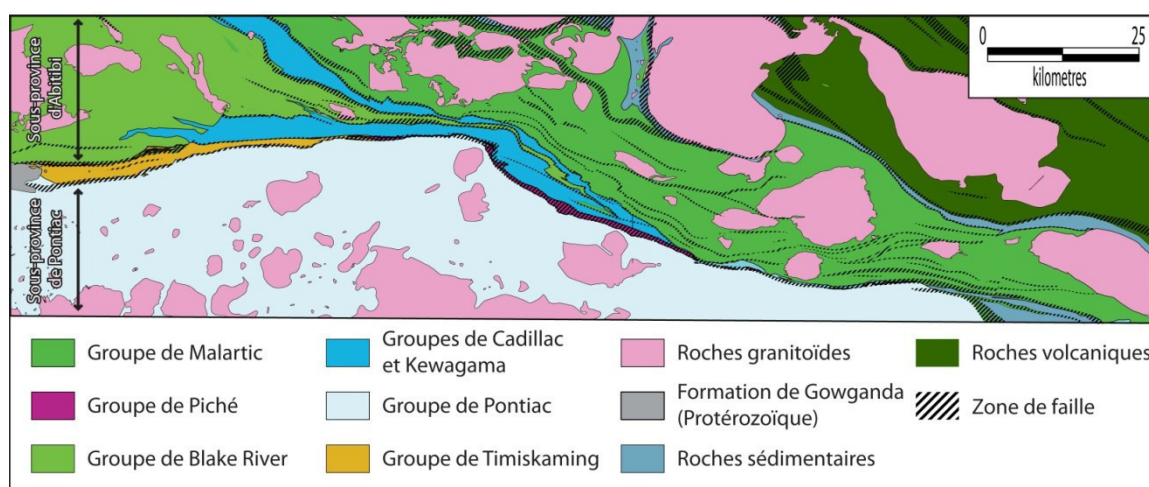 Sous-province
d'Abitibi
Sous-province
de Pontiac
0
25
kilometres
Groupe de Malartic
Groupes de Cadillac
et Kewagama
Roches granitoïdes
Roches volcaniques
Groupe de Piché
Groupe de Pontiac
Formation de Gowganda
(Protérozoïque)
Zone de faille
Groupe de Blake River
Groupe de Timiskaming
Roches sédimentaires